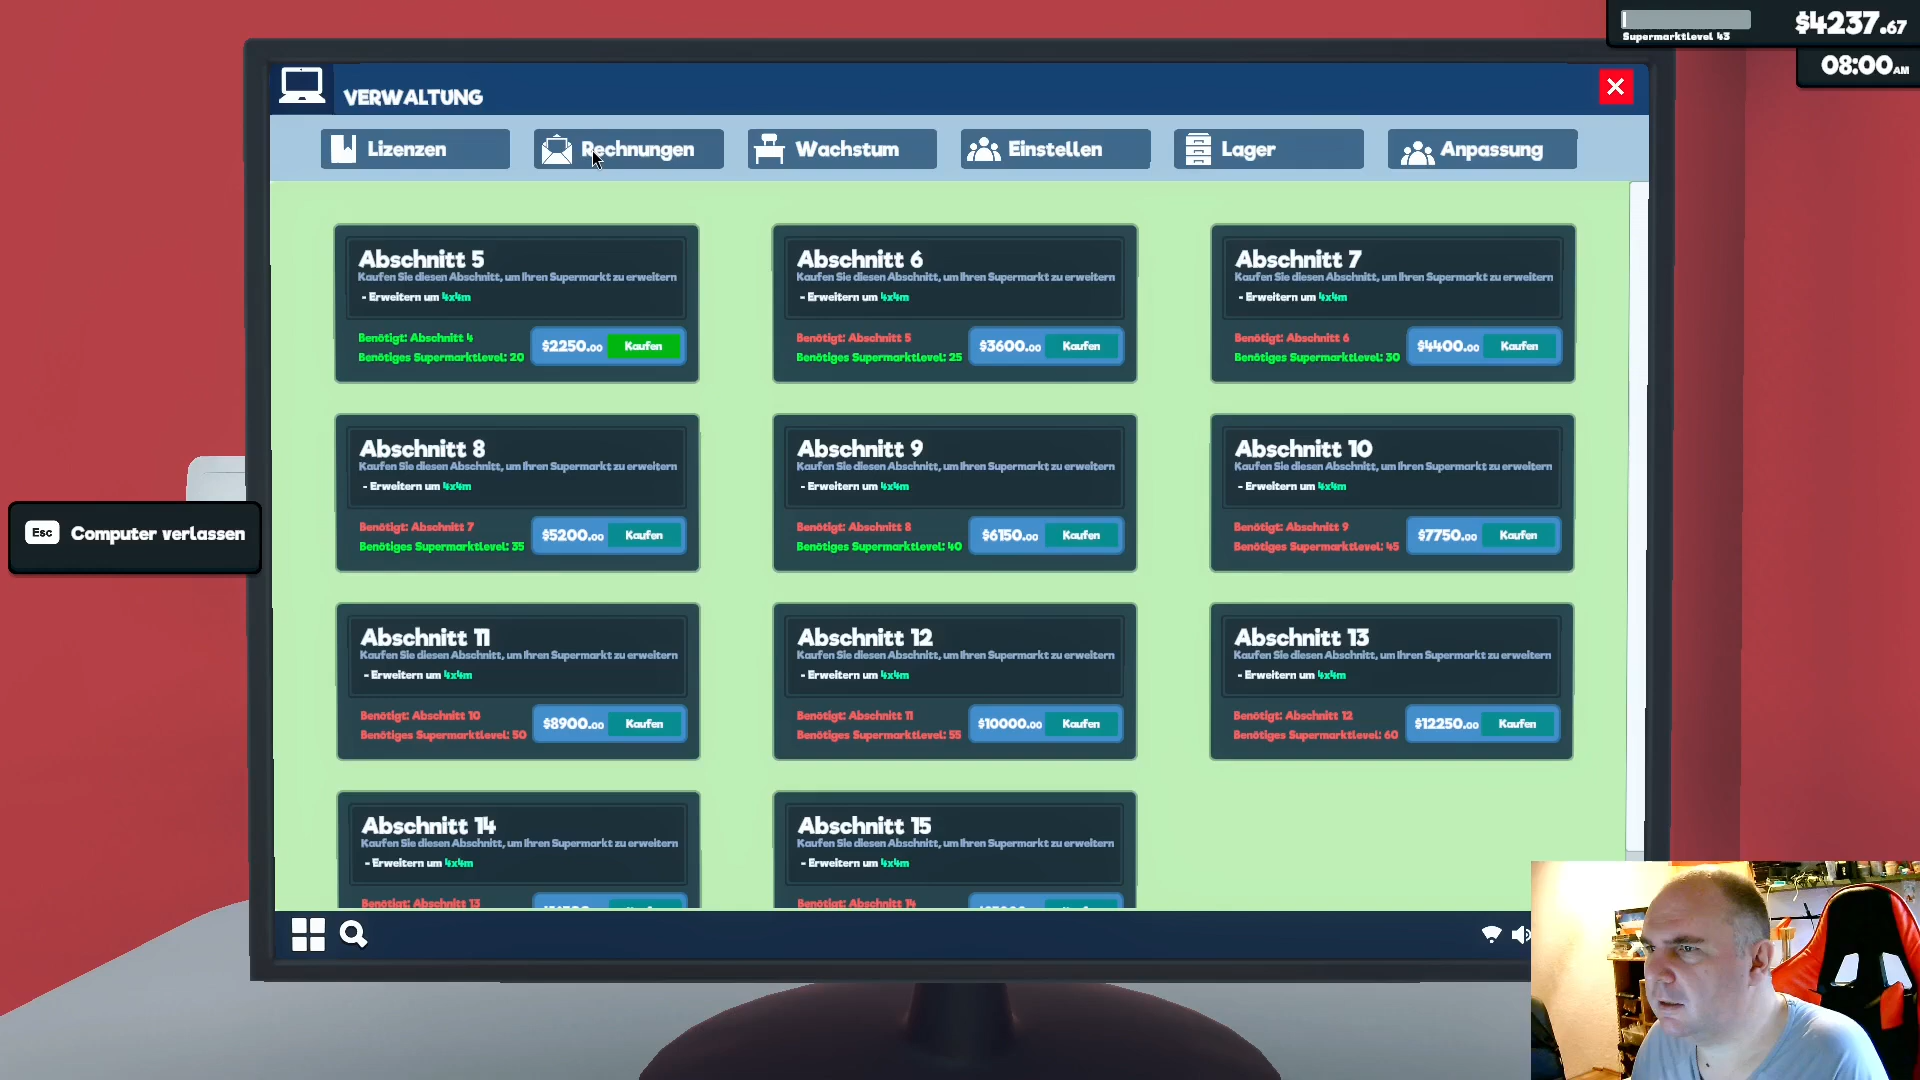 $4237.67
Supermarktlevel 43
08:00AM
VERWALTUNG
Lizenzen
Rechnungen
Wachstum
Einstellen
Lager
Anpassung
Abschnitt 5
Kaufen Sie diesen Abschnitt, um Ihren Supermarkt zu erweitern
- Erweitern um 4x4m
Benötigt: Abschnitt 4
Benötiges Supermarktlevel: 20
$2250.00
Kaufen
Abschnitt 6
Kaufen Sie diesen Abschnitt, um Ihren Supermarkt zu erweitern
- Erweitern um 4x4m
Benötigt: Abschnitt 5
Benötiges Supermarktlevel: 25
$3600.00
Kaufen
Abschnitt 7
Kaufen Sie diesen Abschnitt, um Ihren Supermarkt zu erweitern
- Erweitern um 4x4m
Benötigt: Abschnitt 6
Benötiges Supermarktlevel: 30
$4400.00
Kaufen
Abschnitt 8
Kaufen Sie diesen Abschnitt, um Ihren Supermarkt zu erweitern
- Erweitern um 4x4m
Benötigt: Abschnitt 7
Benötiges Supermarktlevel: 35
$5200.00
Kaufen
Abschnitt 9
Kaufen Sie diesen Abschnitt, um Ihren Supermarkt zu erweitern
- Erweitern um 4x4m
Benötigt: Abschnitt 8
Benötiges Supermarktlevel: 40
$6150.00
Kaufen
Abschnitt 10
Kaufen Sie diesen Abschnitt, um Ihren Supermarkt zu erweitern
- Erweitern um 4x4m
Benötigt: Abschnitt 9
Benötiges Supermarktlevel: 45
$7750.00
Kaufen
Esc Computer verlassen
Abschnitt 11
Kaufen Sie diesen Abschnitt, um Ihren Supermarkt zu erweitern
- Erweitern um 4x4m
Benötigt: Abschnitt 10
Benötiges Supermarktlevel: 50
$8900.00
Kaufen
Abschnitt 12
Kaufen Sie diesen Abschnitt, um Ihren Supermarkt zu erweitern
- Erweitern um 4x4m
Benötigt: Abschnitt 11
Benötiges Supermarktlevel: 55
$10000.00
Kaufen
Abschnitt 13
Kaufen Sie diesen Abschnitt, um Ihren Supermarkt zu erweitern
- Erweitern um 4x4m
Benötigt: Abschnitt 12
Benötiges Supermarktlevel: 60
$12250.00
Kaufen
Abschnitt 14
Kaufen Sie diesen Abschnitt, um Ihren Supermarkt zu erweitern
- Erweitern um 4x4m
Benötigt: Abschnitt 13
Abschnitt 15
Kaufen Sie diesen Abschnitt, um Ihren Supermarkt zu erweitern
- Erweitern um 4x4m
Benötigt: Abschnitt 14